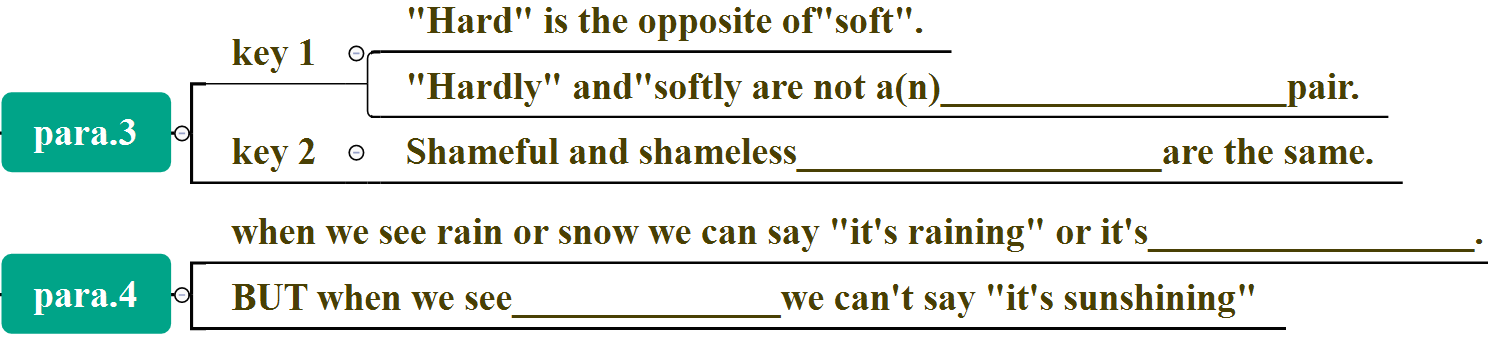 "Hard" is the opposite of"soft".
key 1
"Hardly" and"softly are not a(n)__________________pair.
para.3
key 2
Shameful and shameless___________________are the same.
when we see rain or snow we can say "it's raining" or it's_________________.
para.4
BUT when we see______________we can't say "it's sunshining"